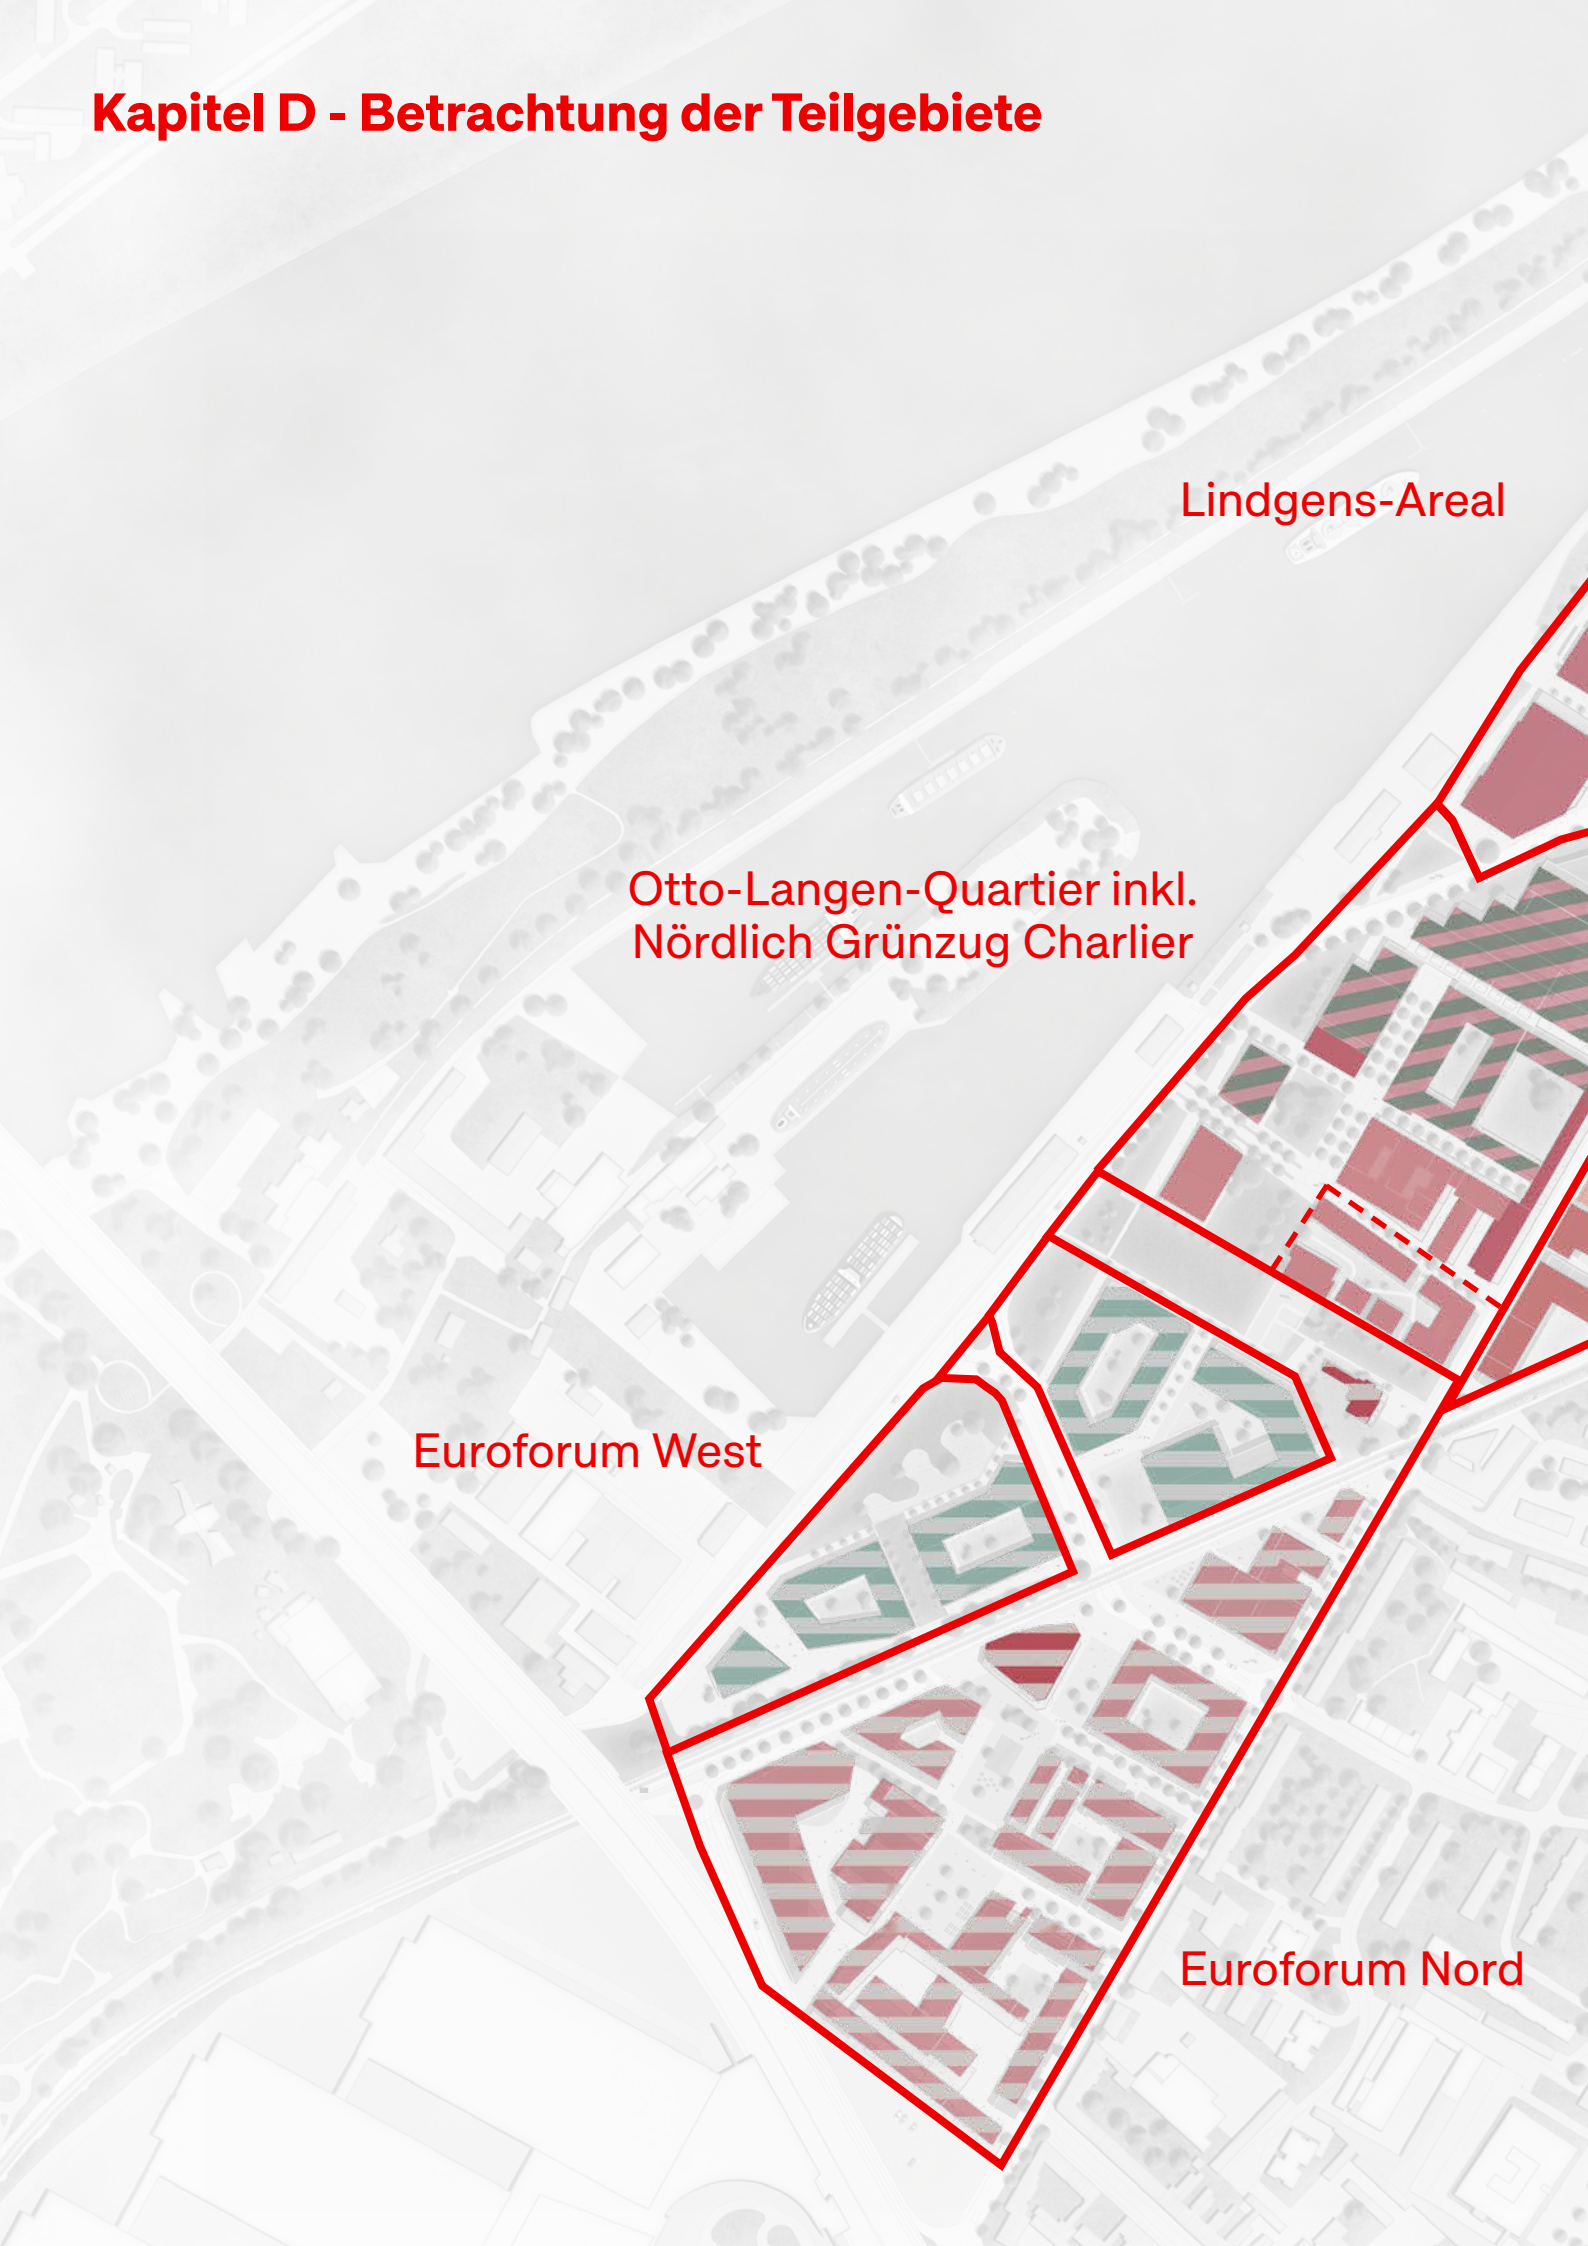 Kapitel D - Betrachtung der Teilgebiete
Lindgens-Areal
Otto-Langen-Quartier inkl.
Nördlich Grünzug Charlier
Euroforum West
Euroforum Nord